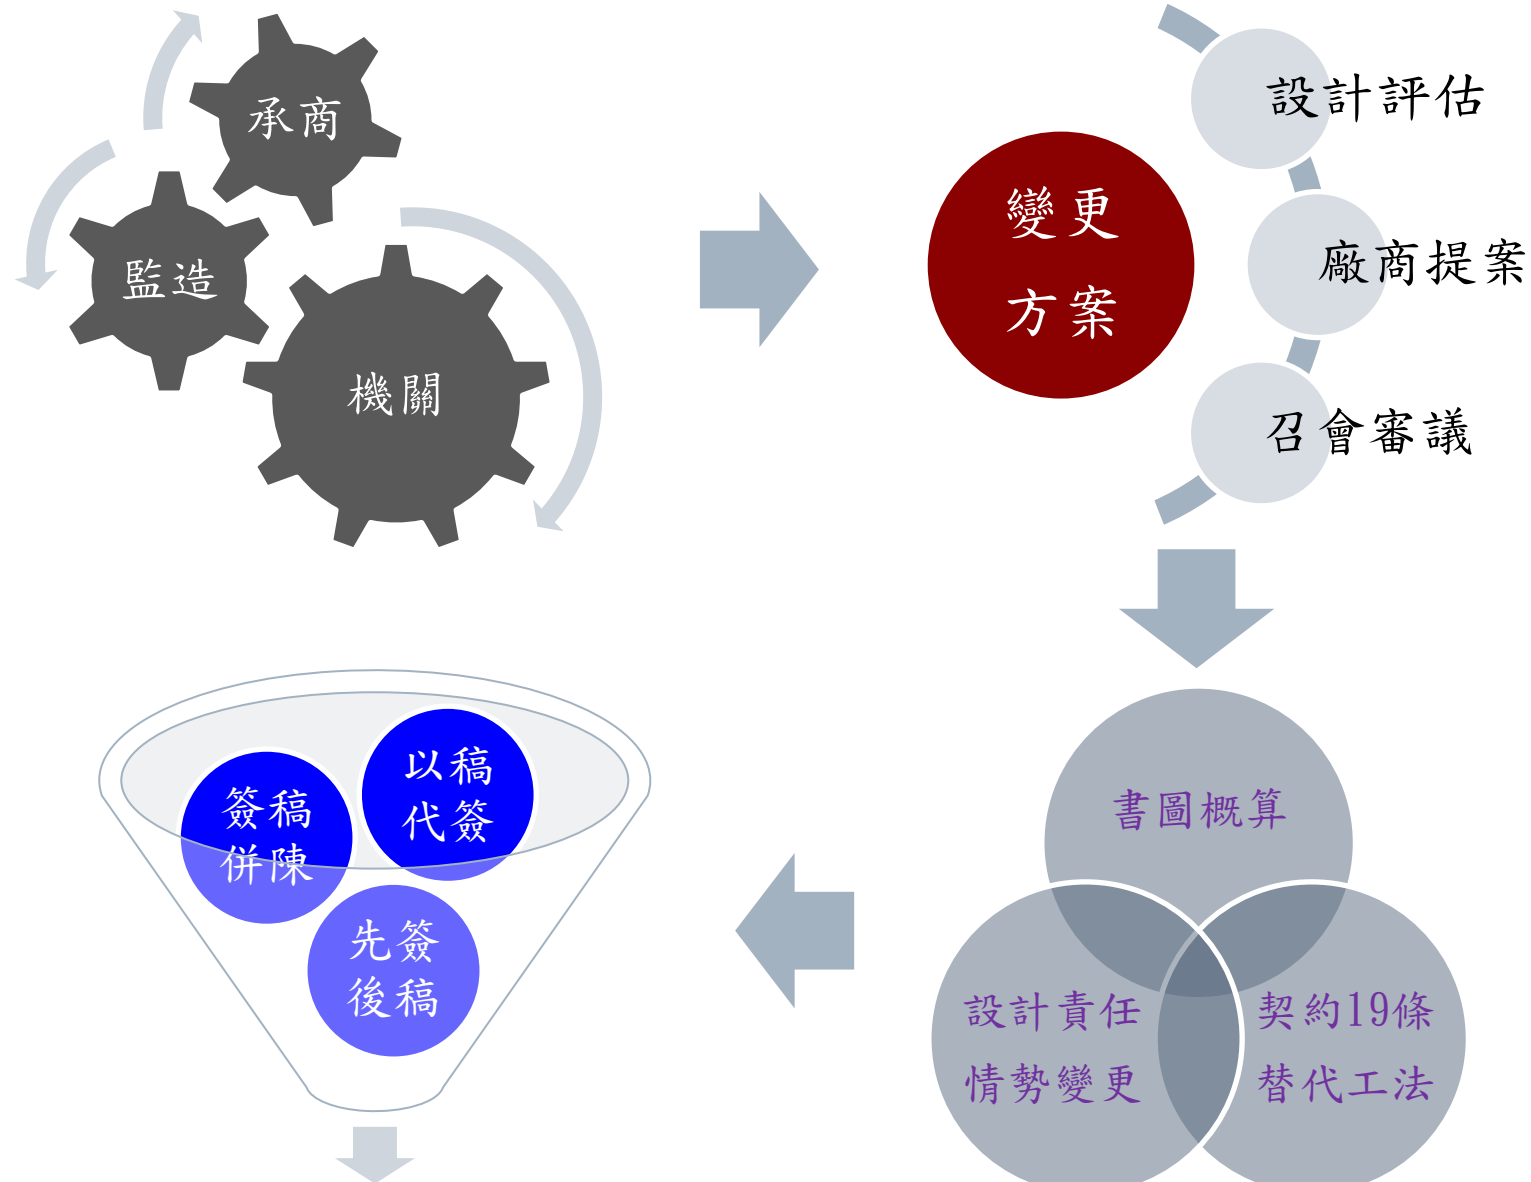 承商
監造
機關
變更
方案
設計評估
廠商提案
召會審議
書圖概算
設計責任
情勢變更
契約19條
替代工法
以稿
代簽
簽稿
併陳
先簽
後稿